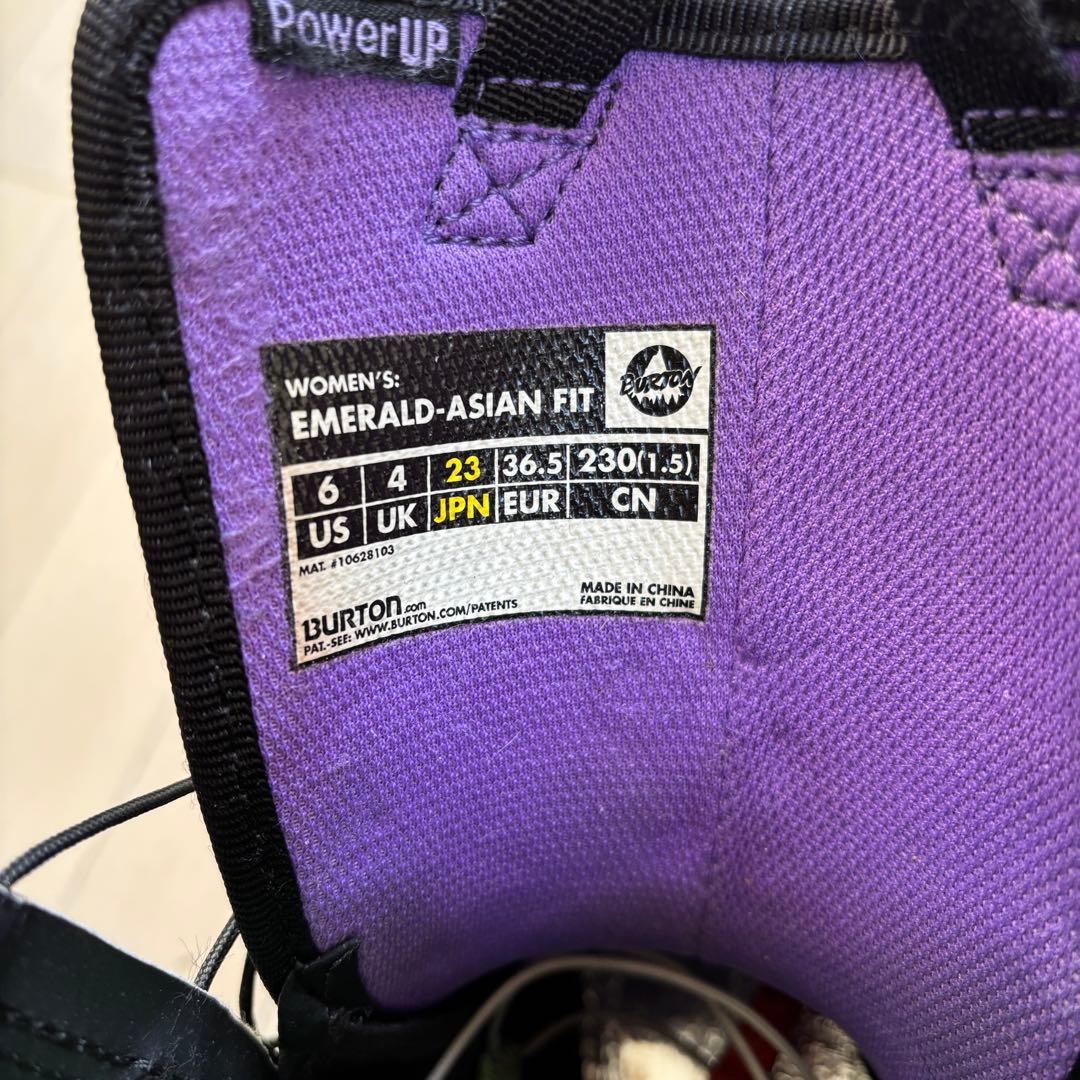 PowerUP
WOMEN'S:
EMERALD-ASIAN FIT
BURTON
6 4 23 36.5 230(1.5)
US UK JPN EUR CN
MAT. #10628103
BURTON.com
PAT.-SEE: WWW.BURTON.COM/PATENTS
MADE IN CHINA
FABRIQUE EN CHINE